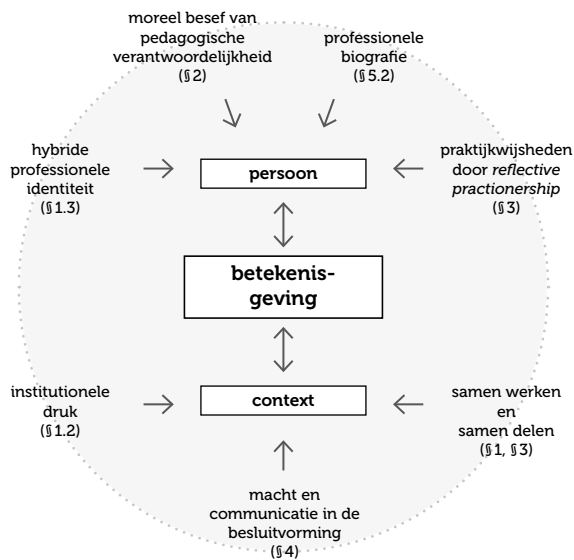 moreel besef van
pedagogische
verantwoordelijkheid
(§ 2)
professionele
biografie
(§ 5.2)
hybride
professionele
identiteit
(§ 1.3)
persoon
praktijkwijsheden
door reflective
practionership
(§ 3)
betekenis-
geving
institutionele
druk
(§ 1.2)
context
samen werken
en
samen delen
(§ 1, § 3)
macht en
communicatie in de
besluitvorming
(§ 4)